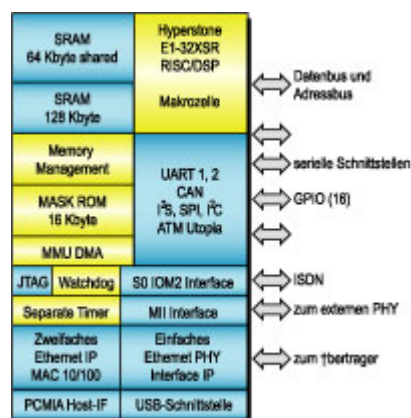 SRAM
64 Kbyte shared
SRAM
128 Kbyte
Memory
Management
MASK ROM
16 Kbyte
MMU DMA
JTAG
Watchdog
Separate Timer
Zweifaches
Ethernet IP
MAC 10/100
PCMIA Host-IF
Hyperstone
E1-32XSR
RISC/DSP
Makrozelle
UART 1, 2
CAN
I²S, SPI, I²C
ATM Utopia
S0 IOM2 Interface
MII Interface
Einfaches
Ethernet PHY
Interface IP
USB-Schnittstelle
Datenbus und
Adressbus
serielle Schnittstellen
GPIO (16)
ISDN
zum externen PHY
zum †bertrager